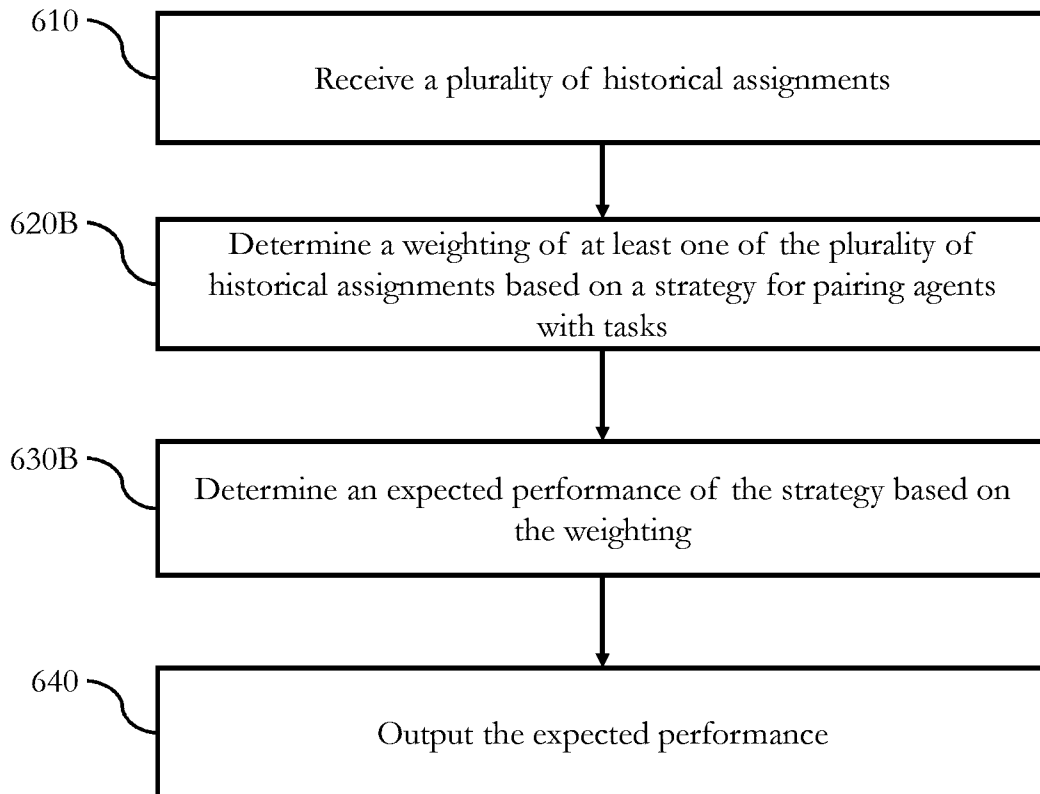 610
Receive a plurality of historical assignments
620B
Determine a weighting of at least one of the plurality of
historical assignments based on a strategy for pairing agents
with tasks
630B
Determine an expected performance of the strategy based on
the weighting
640
Output the expected performance